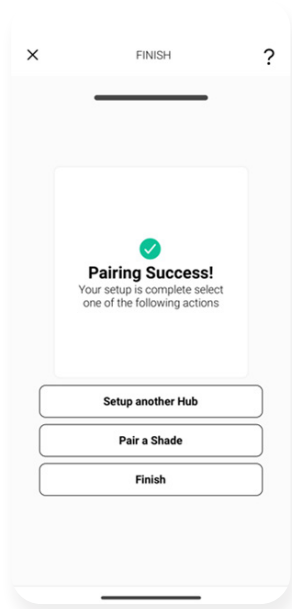 FINISH ?
Pairing Success!
Your setup is complete select
one of the following actions
Setup another Hub
Pair a Shade
Finish